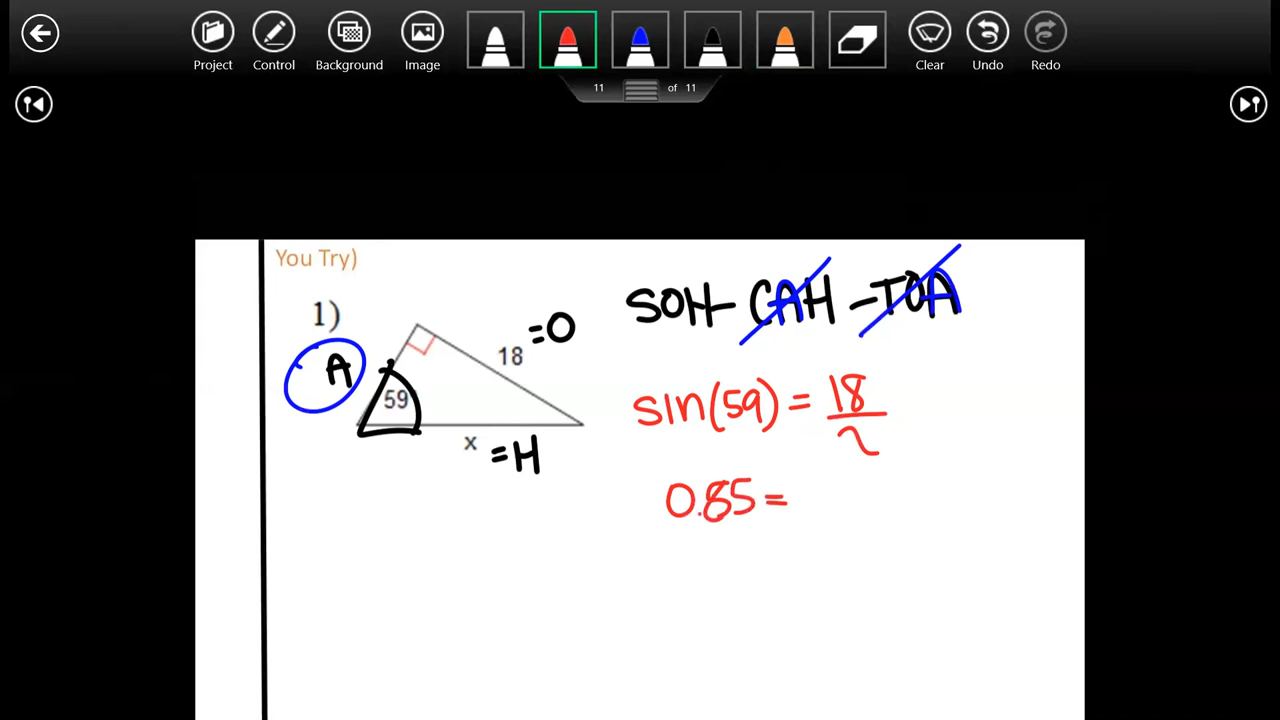 Project Control Background Image Clear Undo Redo
11 of 11
You Try)
SOH - CAH - TOA
1)
18 = O
A
59
sin(59) = 18/
x = H
0.85 =